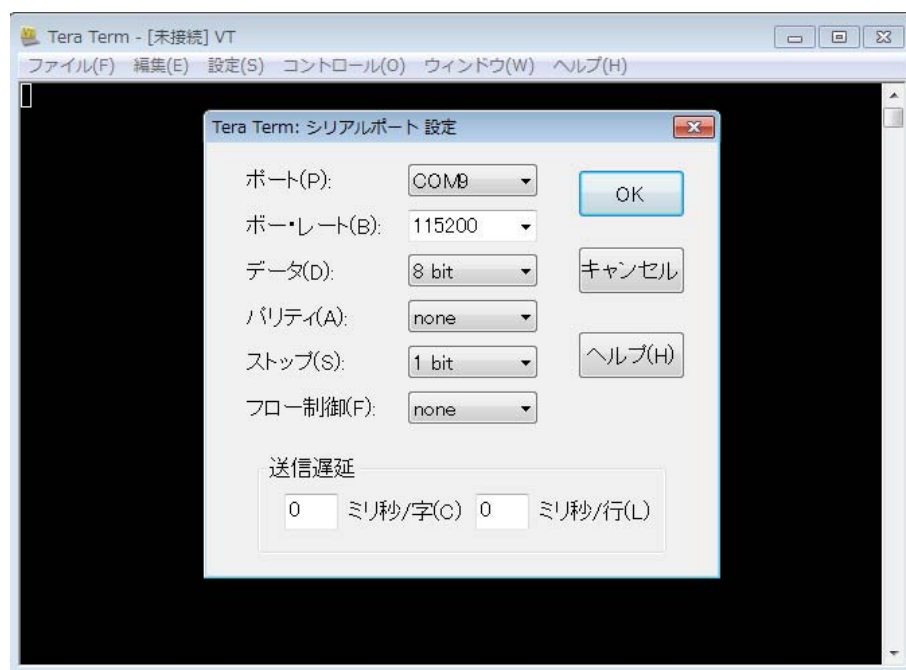 Tera Term - [未接続] VT
ファイル(F) 編集(E) 設定(S) コントロール(O) ウィンドウ(W) ヘルプ(H)
Tera Term: シリアルポート 設定
ポート(P): COM9
OK
ボー・レート(B): 115200
データ(D): 8 bit
キャンセル
パリティ(A): none
ストップ(S): 1 bit
ヘルプ(H)
フロー制御(F): none
送信遅延
0 ミリ秒/字(C) 0 ミリ秒/行(L)